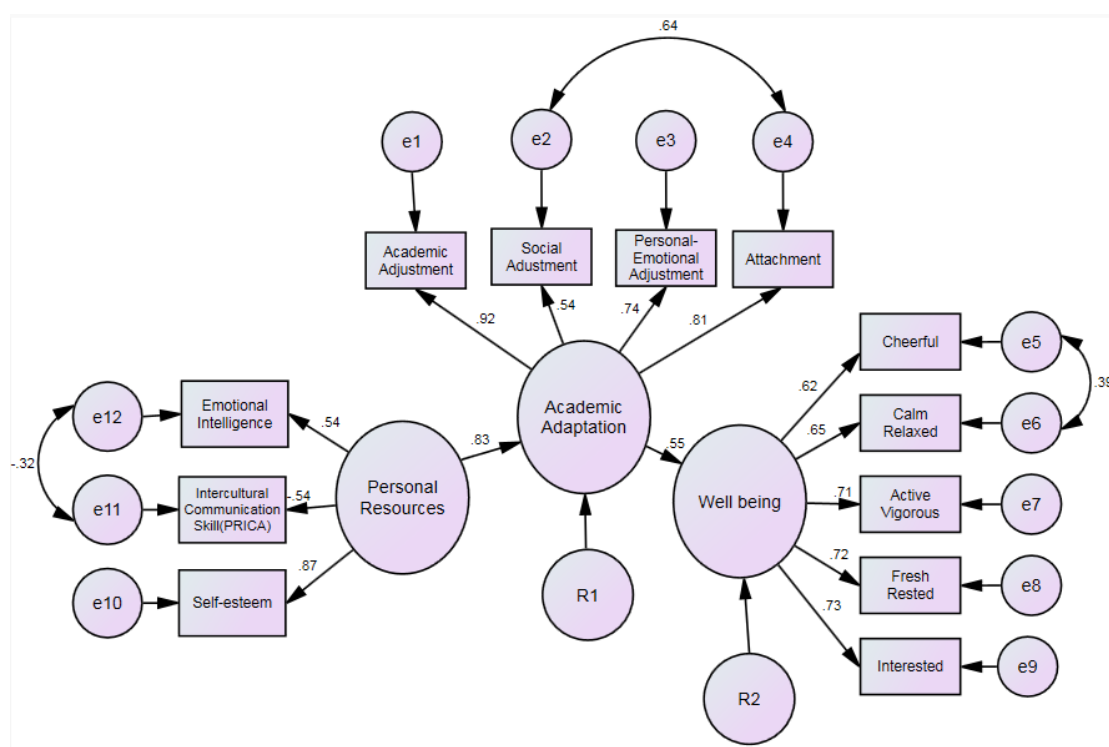 .64
e1
e2
e3
e4
Academic
Adjustment
Social
Adustment
Personal-
Emotional
Adjustment
Attachment
.92
.54
.74
.81
Cheerful
e5
.39
.62
Calm
Relaxed
e6
.65
Active
Vigorous
e7
.71
Fresh
Rested
e8
.72
Interested
e9
.73
Academic
Adaptation
.55
Well being
.83
Personal
Resources
e12
Emotional
Intelligence
.54
-.32
e11
Intercultural
Communication
Skill(PRICA)
-.54
e10
Self-esteem
.87
R1
R2